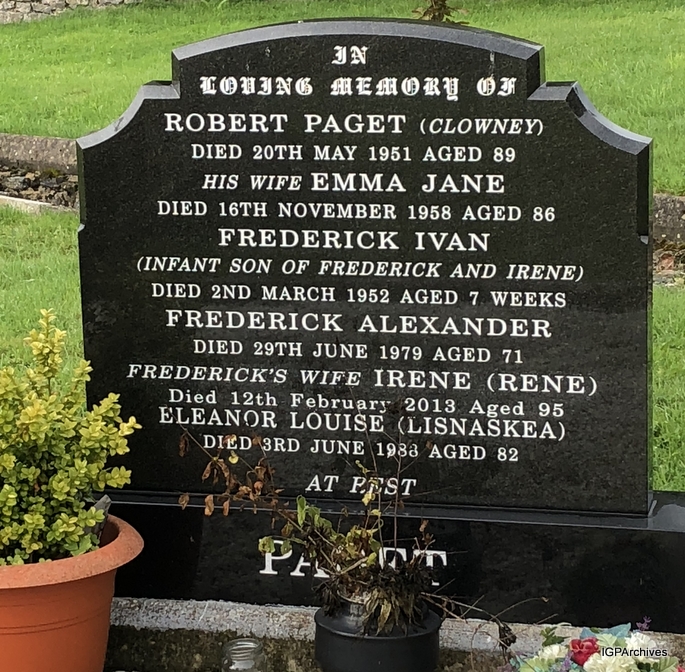 IN
LOVING MEMORY OF
ROBERT PAGET (CLOWNEY)
DIED 20TH MAY 1951 AGED 89
HIS WIFE EMMA JANE
DIED 16TH NOVEMBER 1958 AGED 86
FREDERICK IVAN
(INFANT SON OF FREDERICK AND IRENE)
DIED 2ND MARCH 1952 AGED 7 WEEKS
FREDERICK ALEXANDER
DIED 29TH JUNE 1979 AGED 71
FREDERICK'S WIFE IRENE (RENE)
Died 12th February 2013 Aged 95
ELEANOR LOUISE (LISNASKEA)
DIED 3RD JUNE 1988 AGED 82
AT REST
PAGET
IGPArchives